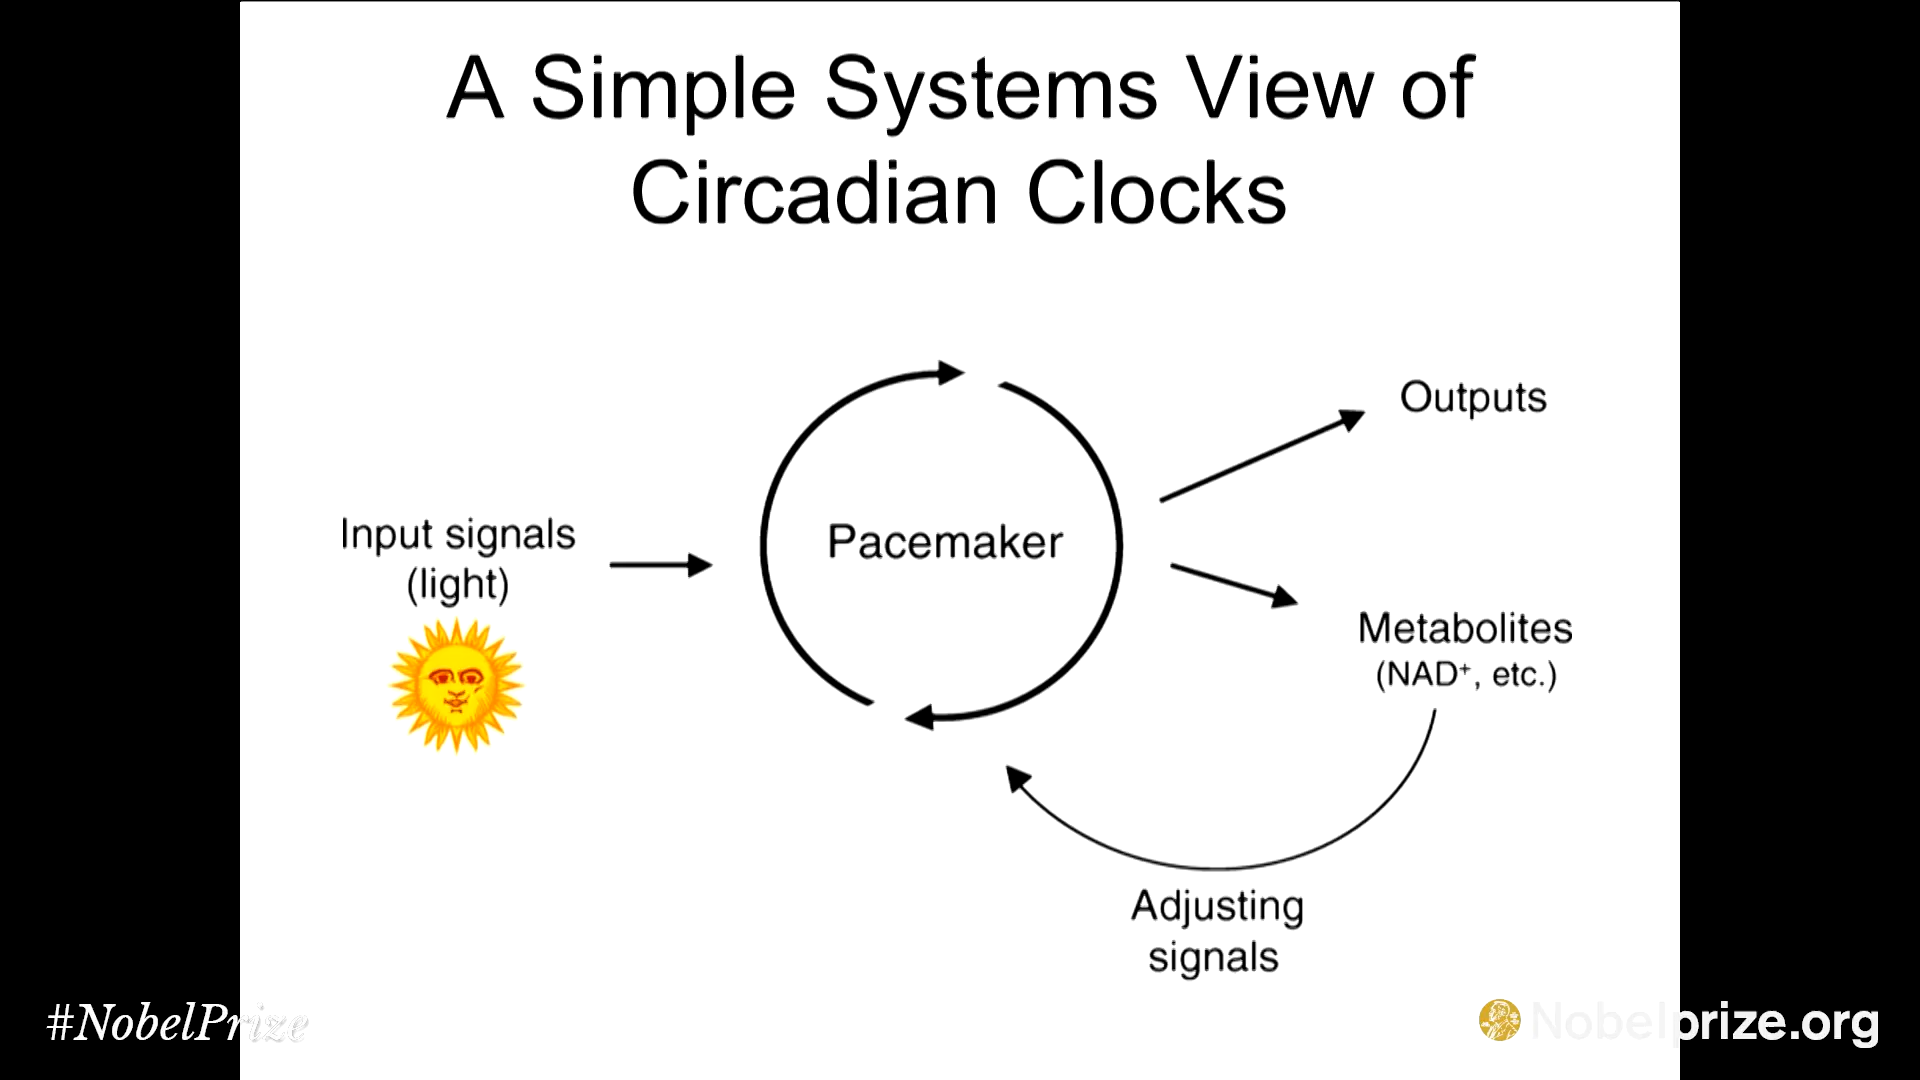 A Simple Systems View of
Circadian Clocks
Outputs
Input signals
(light)
Pacemaker
Metabolites
(NAD⁺, etc.)
Adjusting
signals
#NobelPrize
Nobelprize.org